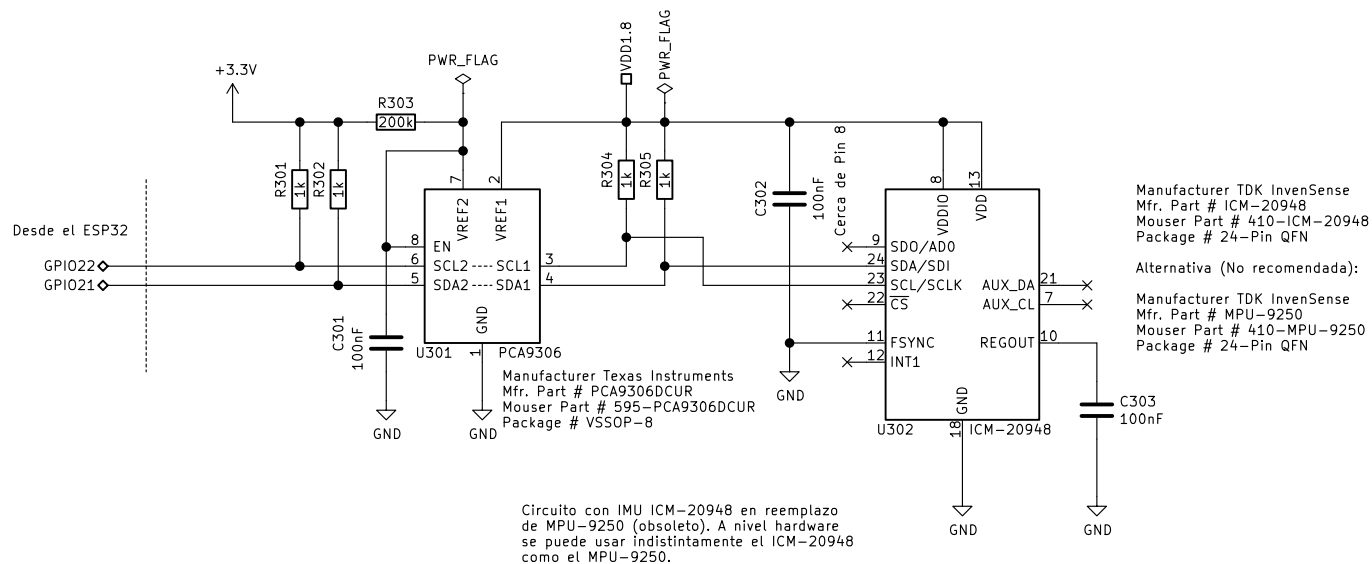 VDD1.8
PWR_FLAG
PWR_FLAG
+3.3V
R303
200k
R301
1k
R302
1k
R304
1k
R305
1k
C302
100nF
Cerca de Pin 8
Desde el ESP32
GPIO22
GPIO21
7
2
VREF2
VREF1
8
EN
6
SCL2 ---- SCL1
3
5
SDA2 ---- SDA1
4
GND
1
U301
PCA9306
C301
100nF
GND
GND
Manufacturer Texas Instruments
Mfr. Part # PCA9306DCUR
Mouser Part # 595-PCA9306DCUR
Package # VSSOP-8
8
13
VDDIO
VDD
9
SDO/AD0
24
SDA/SDI
23
SCL/SCLK
AUX_DA
21
22
CS
AUX_CL
7
11
FSYNC
REGOUT
10
12
INT1
GND
GND
18
U302
ICM-20948
C303
100nF
GND
GND
Manufacturer TDK InvenSense
Mfr. Part # ICM-20948
Mouser Part # 410-ICM-20948
Package # 24-Pin QFN
Alternativa (No recomendada):
Manufacturer TDK InvenSense
Mfr. Part # MPU-9250
Mouser Part # 410-MPU-9250
Package # 24-Pin QFN
Circuito con IMU ICM-20948 en reemplazo
de MPU-9250 (obsoleto). A nivel hardware
se puede usar indistintamente el ICM-20948
como el MPU-9250.